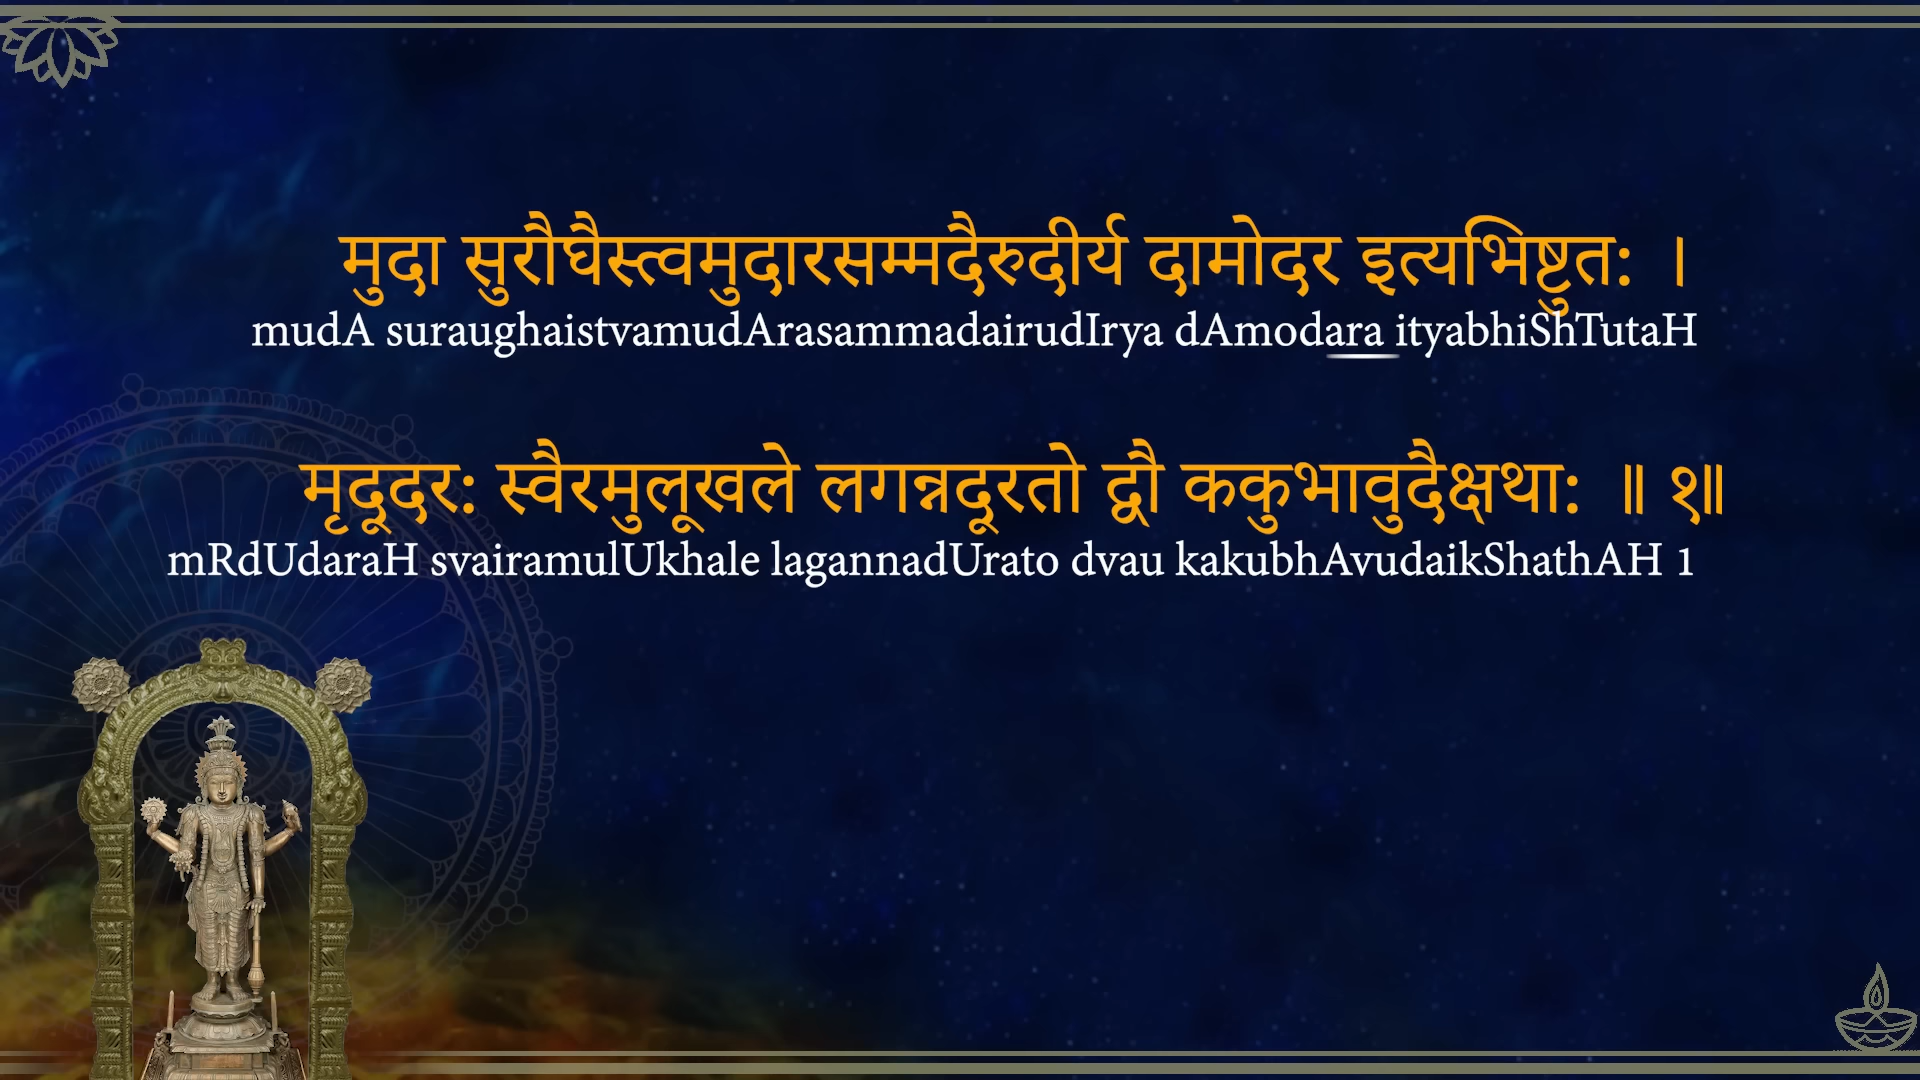 मुदा सुरौघैस्त्वमुदारसम्मदैरुदीर्य दामोदर इत्यभिष्टुत: ।
mudA suraughaistvamudArasammadairudIrya dAmodara ityabhiShTutaH
मृदूदर: स्वैरमुलूखले लगन्नदूरतो द्वौ ककुभावुदैक्षथा: ॥ १॥
mRdUdaraH svairamulUkhale lagannadUrato dvau kakubhAvudaikShathAH 1